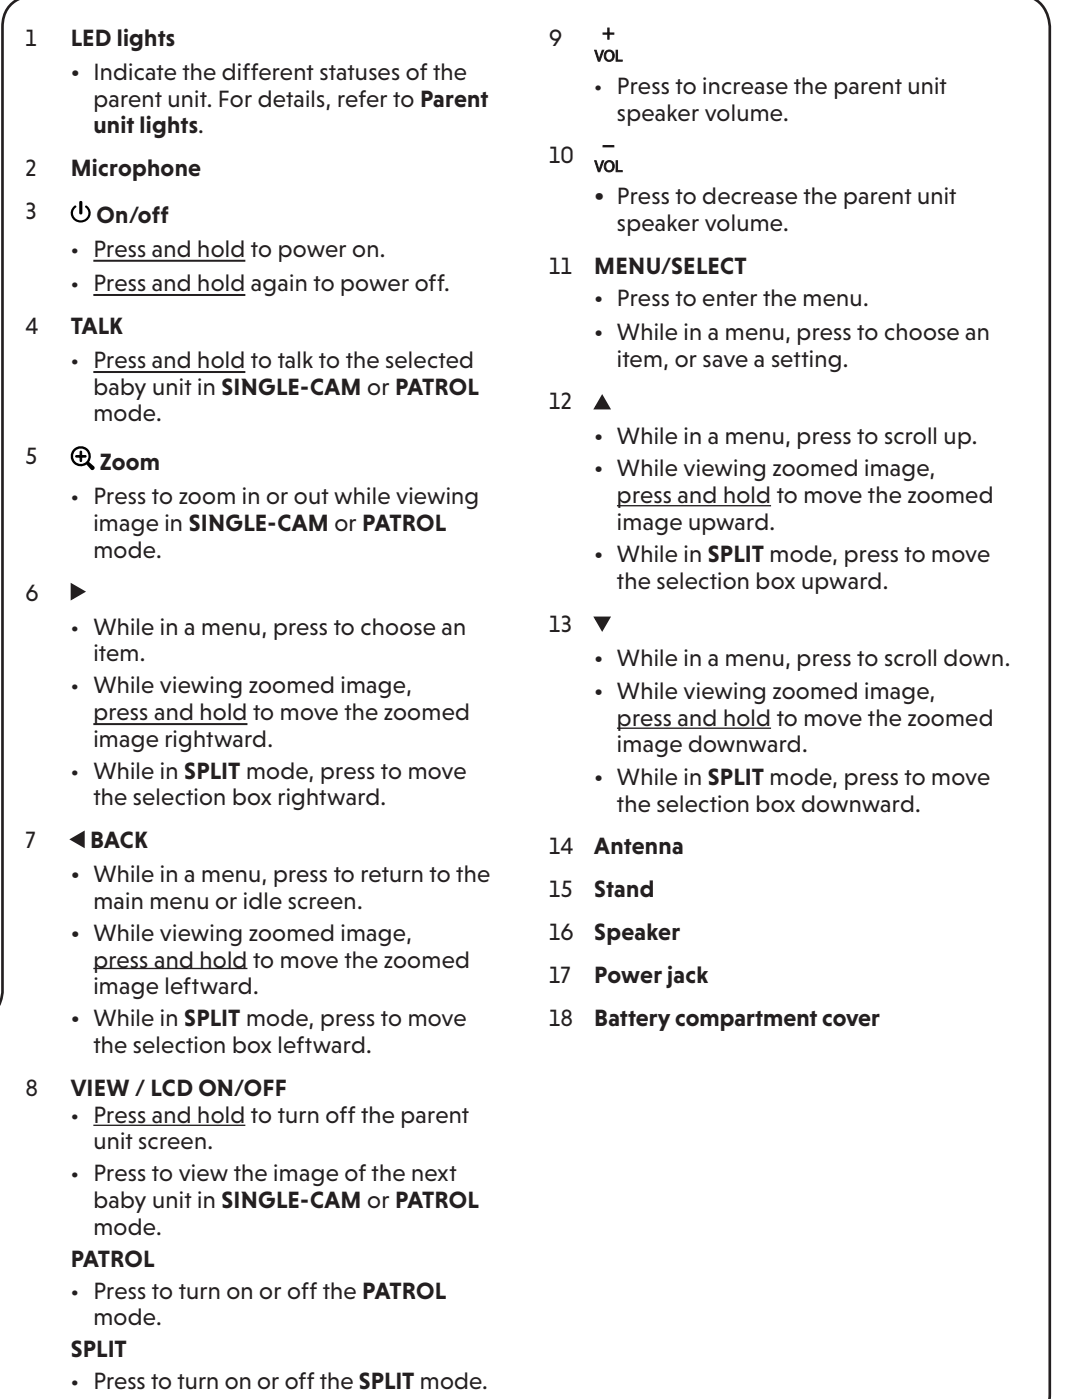 1 LED lights
• Indicate the different statuses of the
parent unit. For details, refer to Parent
unit lights.
2 Microphone
3 On/off
• Press and hold to power on.
• Press and hold again to power off.
4 TALK
• Press and hold to talk to the selected
baby unit in SINGLE-CAM or PATROL
mode.
5 Zoom
• Press to zoom in or out while viewing
image in SINGLE-CAM or PATROL
mode.
6 ▶
• While in a menu, press to choose an
item.
• While viewing zoomed image,
press and hold to move the zoomed
image rightward.
• While in SPLIT mode, press to move
the selection box rightward.
7 ◀ BACK
• While in a menu, press to return to the
main menu or idle screen.
• While viewing zoomed image,
press and hold to move the zoomed
image leftward.
• While in SPLIT mode, press to move
the selection box leftward.
8 VIEW / LCD ON/OFF
• Press and hold to turn off the parent
unit screen.
• Press to view the image of the next
baby unit in SINGLE-CAM or PATROL
mode.
PATROL
• Press to turn on or off the PATROL
mode.
SPLIT
• Press to turn on or off the SPLIT mode.
9 +
VOL
• Press to increase the parent unit
speaker volume.
10 −
VOL
• Press to decrease the parent unit
speaker volume.
11 MENU/SELECT
• Press to enter the menu.
• While in a menu, press to choose an
item, or save a setting.
12 ▲
• While in a menu, press to scroll up.
• While viewing zoomed image,
press and hold to move the zoomed
image upward.
• While in SPLIT mode, press to move
the selection box upward.
13 ▼
• While in a menu, press to scroll down.
• While viewing zoomed image,
press and hold to move the zoomed
image downward.
• While in SPLIT mode, press to move
the selection box downward.
14 Antenna
15 Stand
16 Speaker
17 Power jack
18 Battery compartment cover